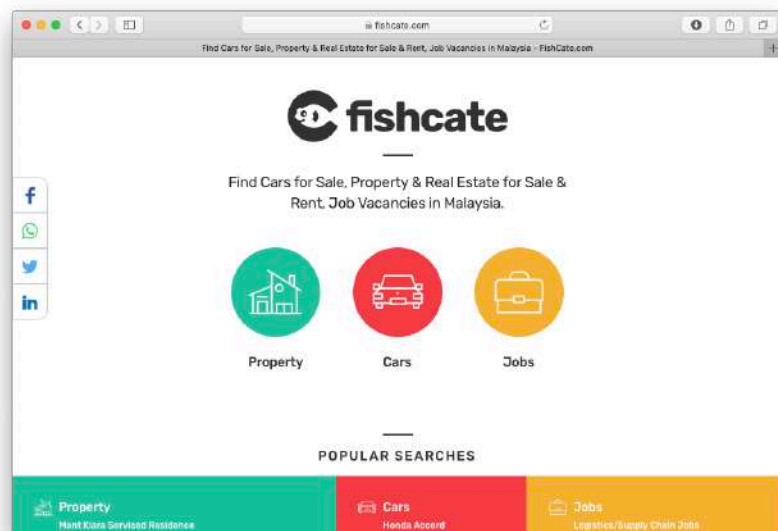 fishcate.com
Find Cars for Sale, Property & Real Estate for Sale & Rent, Job Vacancies in Malaysia - FishCate.com
fishcate
Find Cars for Sale, Property & Real Estate for Sale &
Rent, Job Vacancies in Malaysia.
f
in
Property Cars Jobs
POPULAR SEARCHES
Property Cars Jobs
Mont Kiara Serviced Residence Honda Accord Logistics/Supply Chain Jobs